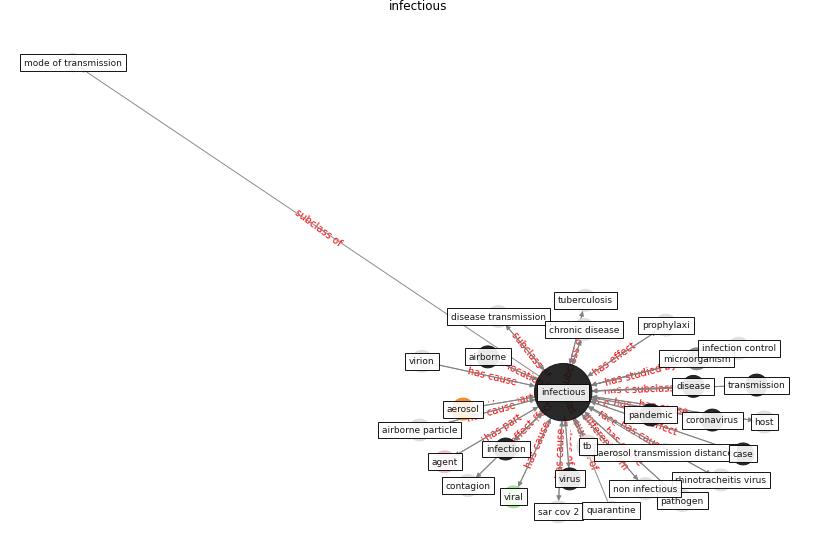 infectious
mode of transmission
subclass of
tuberculosis
disease transmission
chronic disease
prophylaxi
infection control
microorganism
airborne
virion
has effect
has cause
has studied
disease
transmission
infectious
aerosol
pandemic
coronavirus
host
airborne particle
has part
infection
tb
aerosol transmission distance
case
agent
has cause
virus
rhinotracheitis virus
contagion
non infectious
viral
pathogen
sar cov 2
quarantine